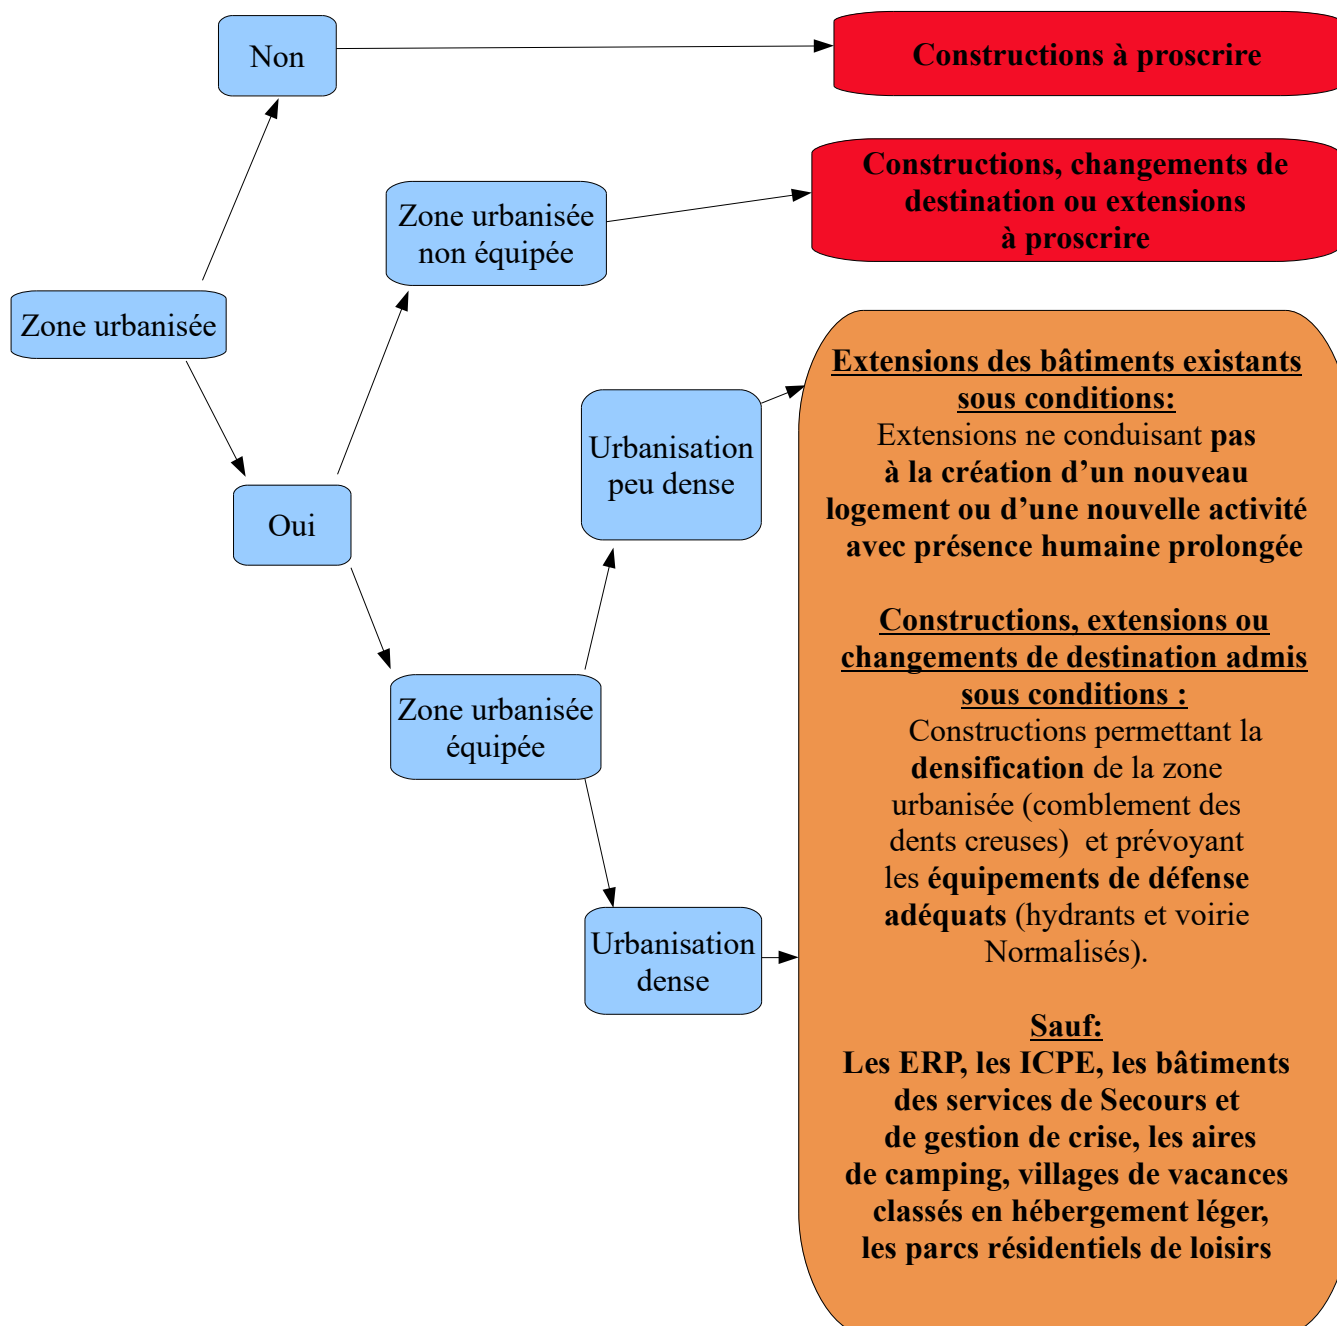 Non
Constructions à proscrire
Constructions, changements de
destination ou extensions
à proscrire
Zone urbanisée
non équipée
Zone urbanisée
Oui
Urbanisation
peu dense
Extensions des bâtiments existants
sous conditions:
Extensions ne conduisant pas
à la création d’un nouveau
logement ou d’une nouvelle activité
avec présence humaine prolongée
Constructions, extensions ou
changements de destination admis
sous conditions :
Constructions permettant la
densification de la zone
urbanisée (comblement des
dents creuses)  et prévoyant
les équipements de défense
adéquats (hydrants et voirie
Normalisés).
Sauf:
Les ERP, les ICPE, les bâtiments
des services de Secours et
de gestion de crise, les aires
de camping, villages de vacances
classés en hébergement léger,
les parcs résidentiels de loisirs
Zone urbanisée
équipée
Urbanisation
dense